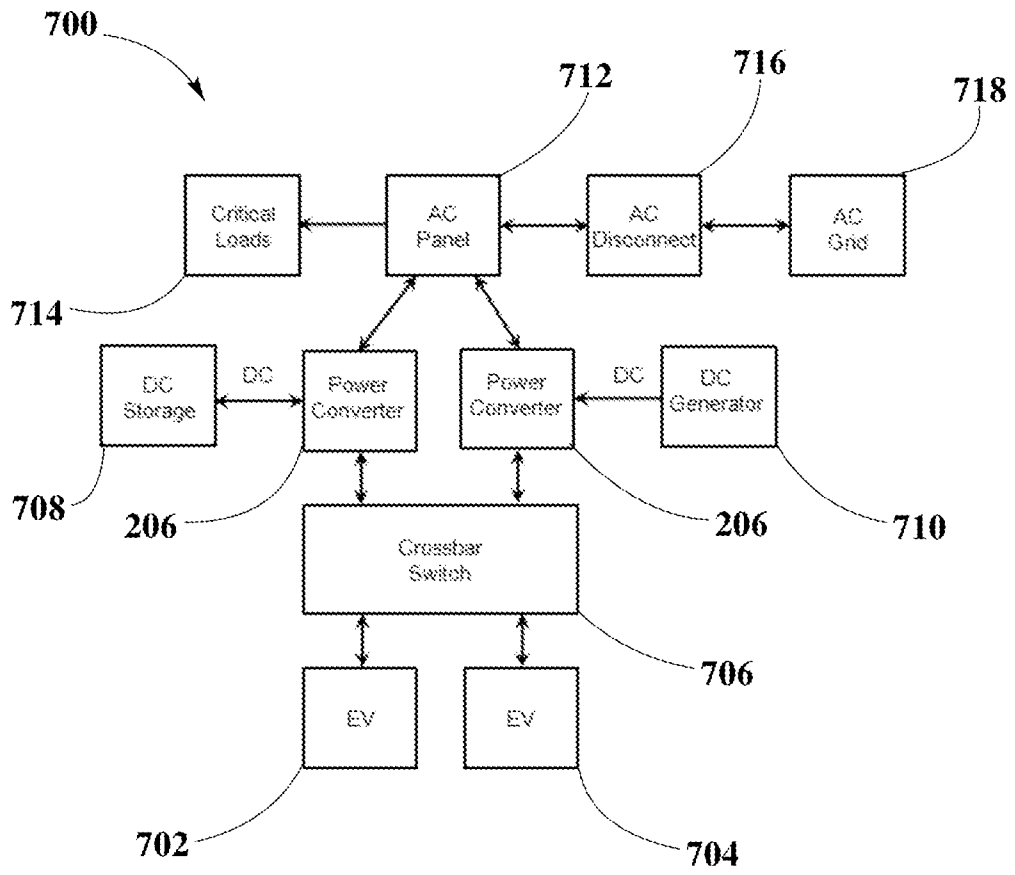 700
712
716
718
Critical
Loads
AC
Panel
AC
Disconnect
AC
Grid
714
DC
Storage
DC
Power
Converter
Power
Converter
DC
DC
Generator
708
206
206
710
Crossbar
Switch
706
EV
EV
702
704